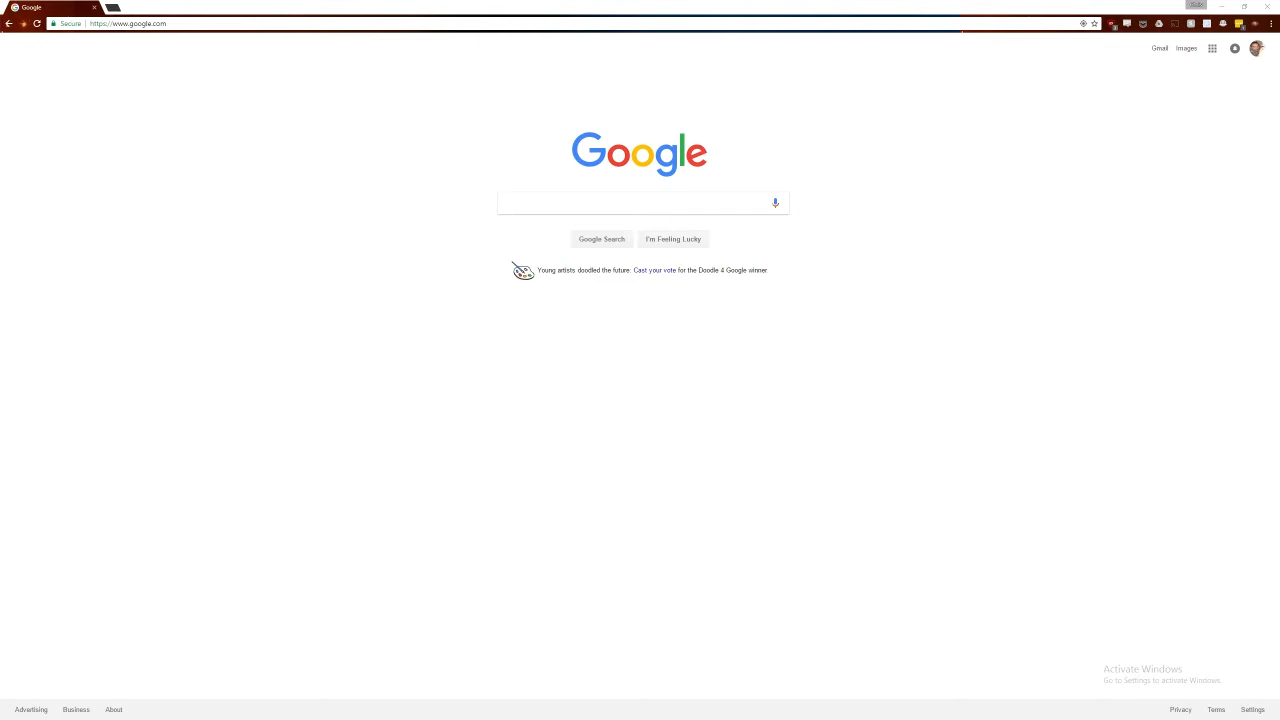 Google
Secure
https://www.google.com
Gmail
Images
Google
Google Search
I'm Feeling Lucky
Young artists doodled the future. Cast your vote for the Doodle 4 Google winner
Activate Windows
Go to Settings to activate Windows.
Advertising
Business
About
Privacy
Terms
Settings